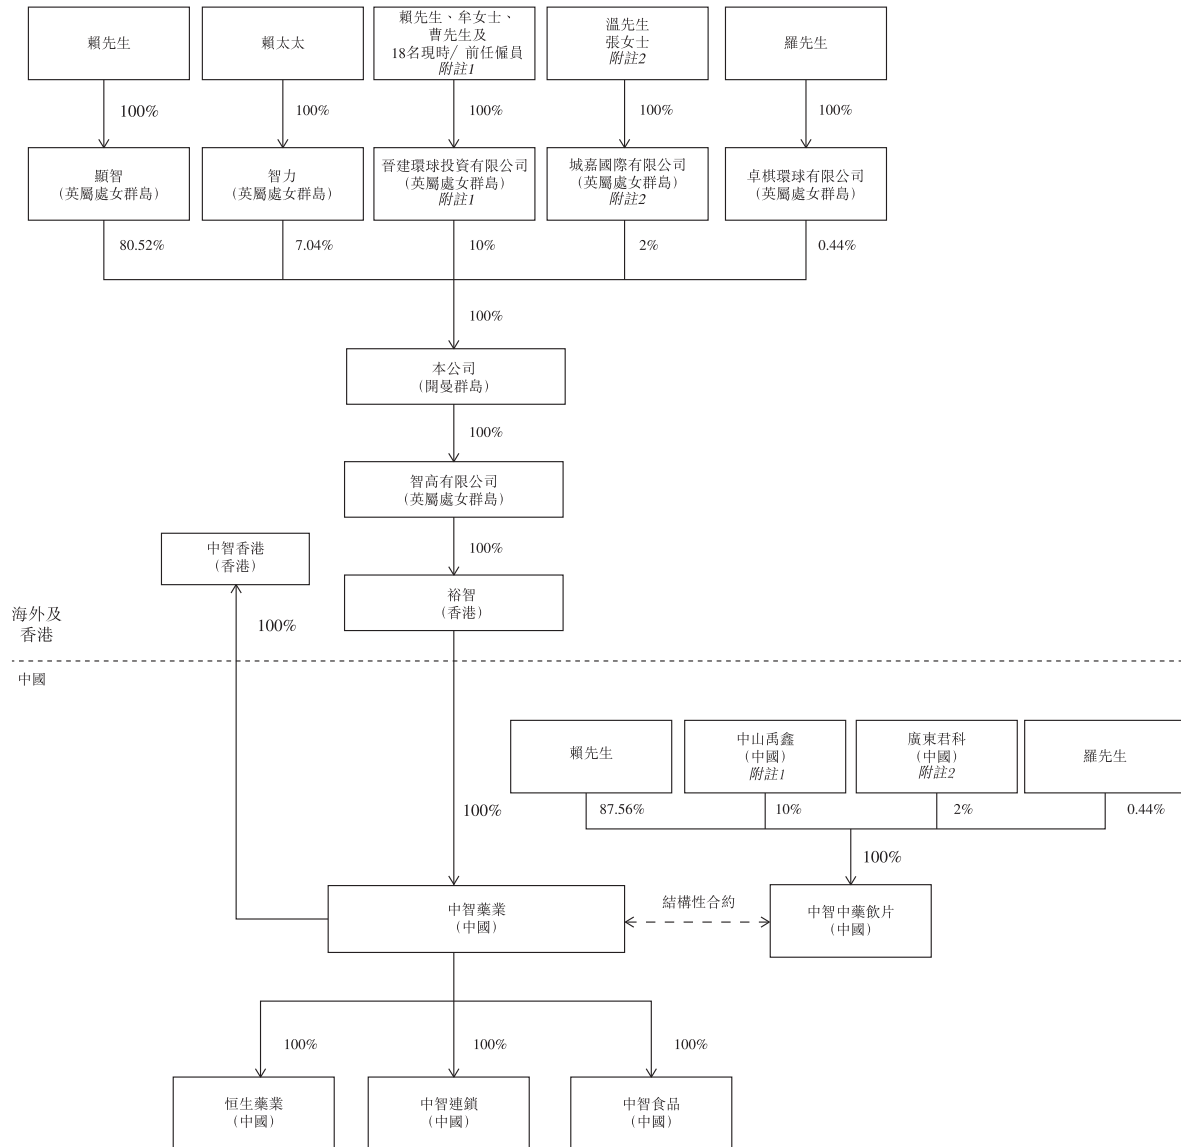 賴先生
賴太太
賴先生、牟女士、
曹先生及
18名現時/ 前任僱員
附註1
溫先生
張女士
附註2
羅先生
100%
100%
100%
100%
100%
顯智
(英屬處女群島)
智力
(英屬處女群島)
晉建環球投資有限公司
(英屬處女群島)
附註1
城嘉國際有限公司
(英屬處女群島)
附註2
卓棋環球有限公司
(英屬處女群島)
80.52%
7.04%
10%
2%
0.44%
100%
本公司
(開曼群島)
100%
智高有限公司
(英屬處女群島)
100%
中智香港
(香港)
裕智
(香港)
海外及
香港
100%
中國
賴先生
中山禹鑫
(中國)
附註1
廣東君科
(中國)
附註2
羅先生
100%
87.56%
10%
2%
0.44%
100%
中智藥業
(中國)
結構性合約
中智中藥飲片
(中國)
100%
100%
100%
恒生藥業
(中國)
中智連鎖
(中國)
中智食品
(中國)